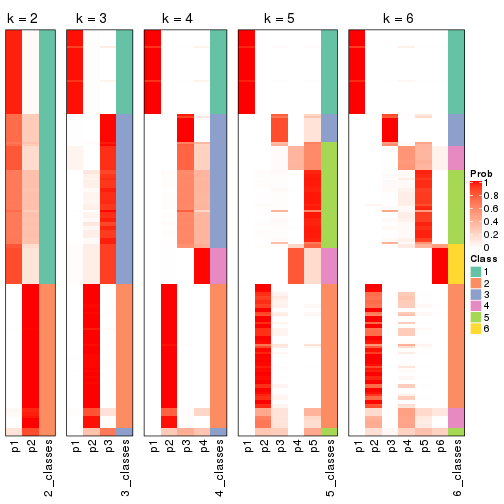 k = 2
k = 3
k = 4
k = 5
k = 6
Prob
1
0.8
0.6
0.4
0.2
0
Class
1
2
3
4
5
6
p1
p2
2_classes
p1
p2
p3
3_classes
p1
p2
p3
p4
4_classes
p1
p2
p3
p4
p5
5_classes
p1
p2
p3
p4
p5
p6
6_classes